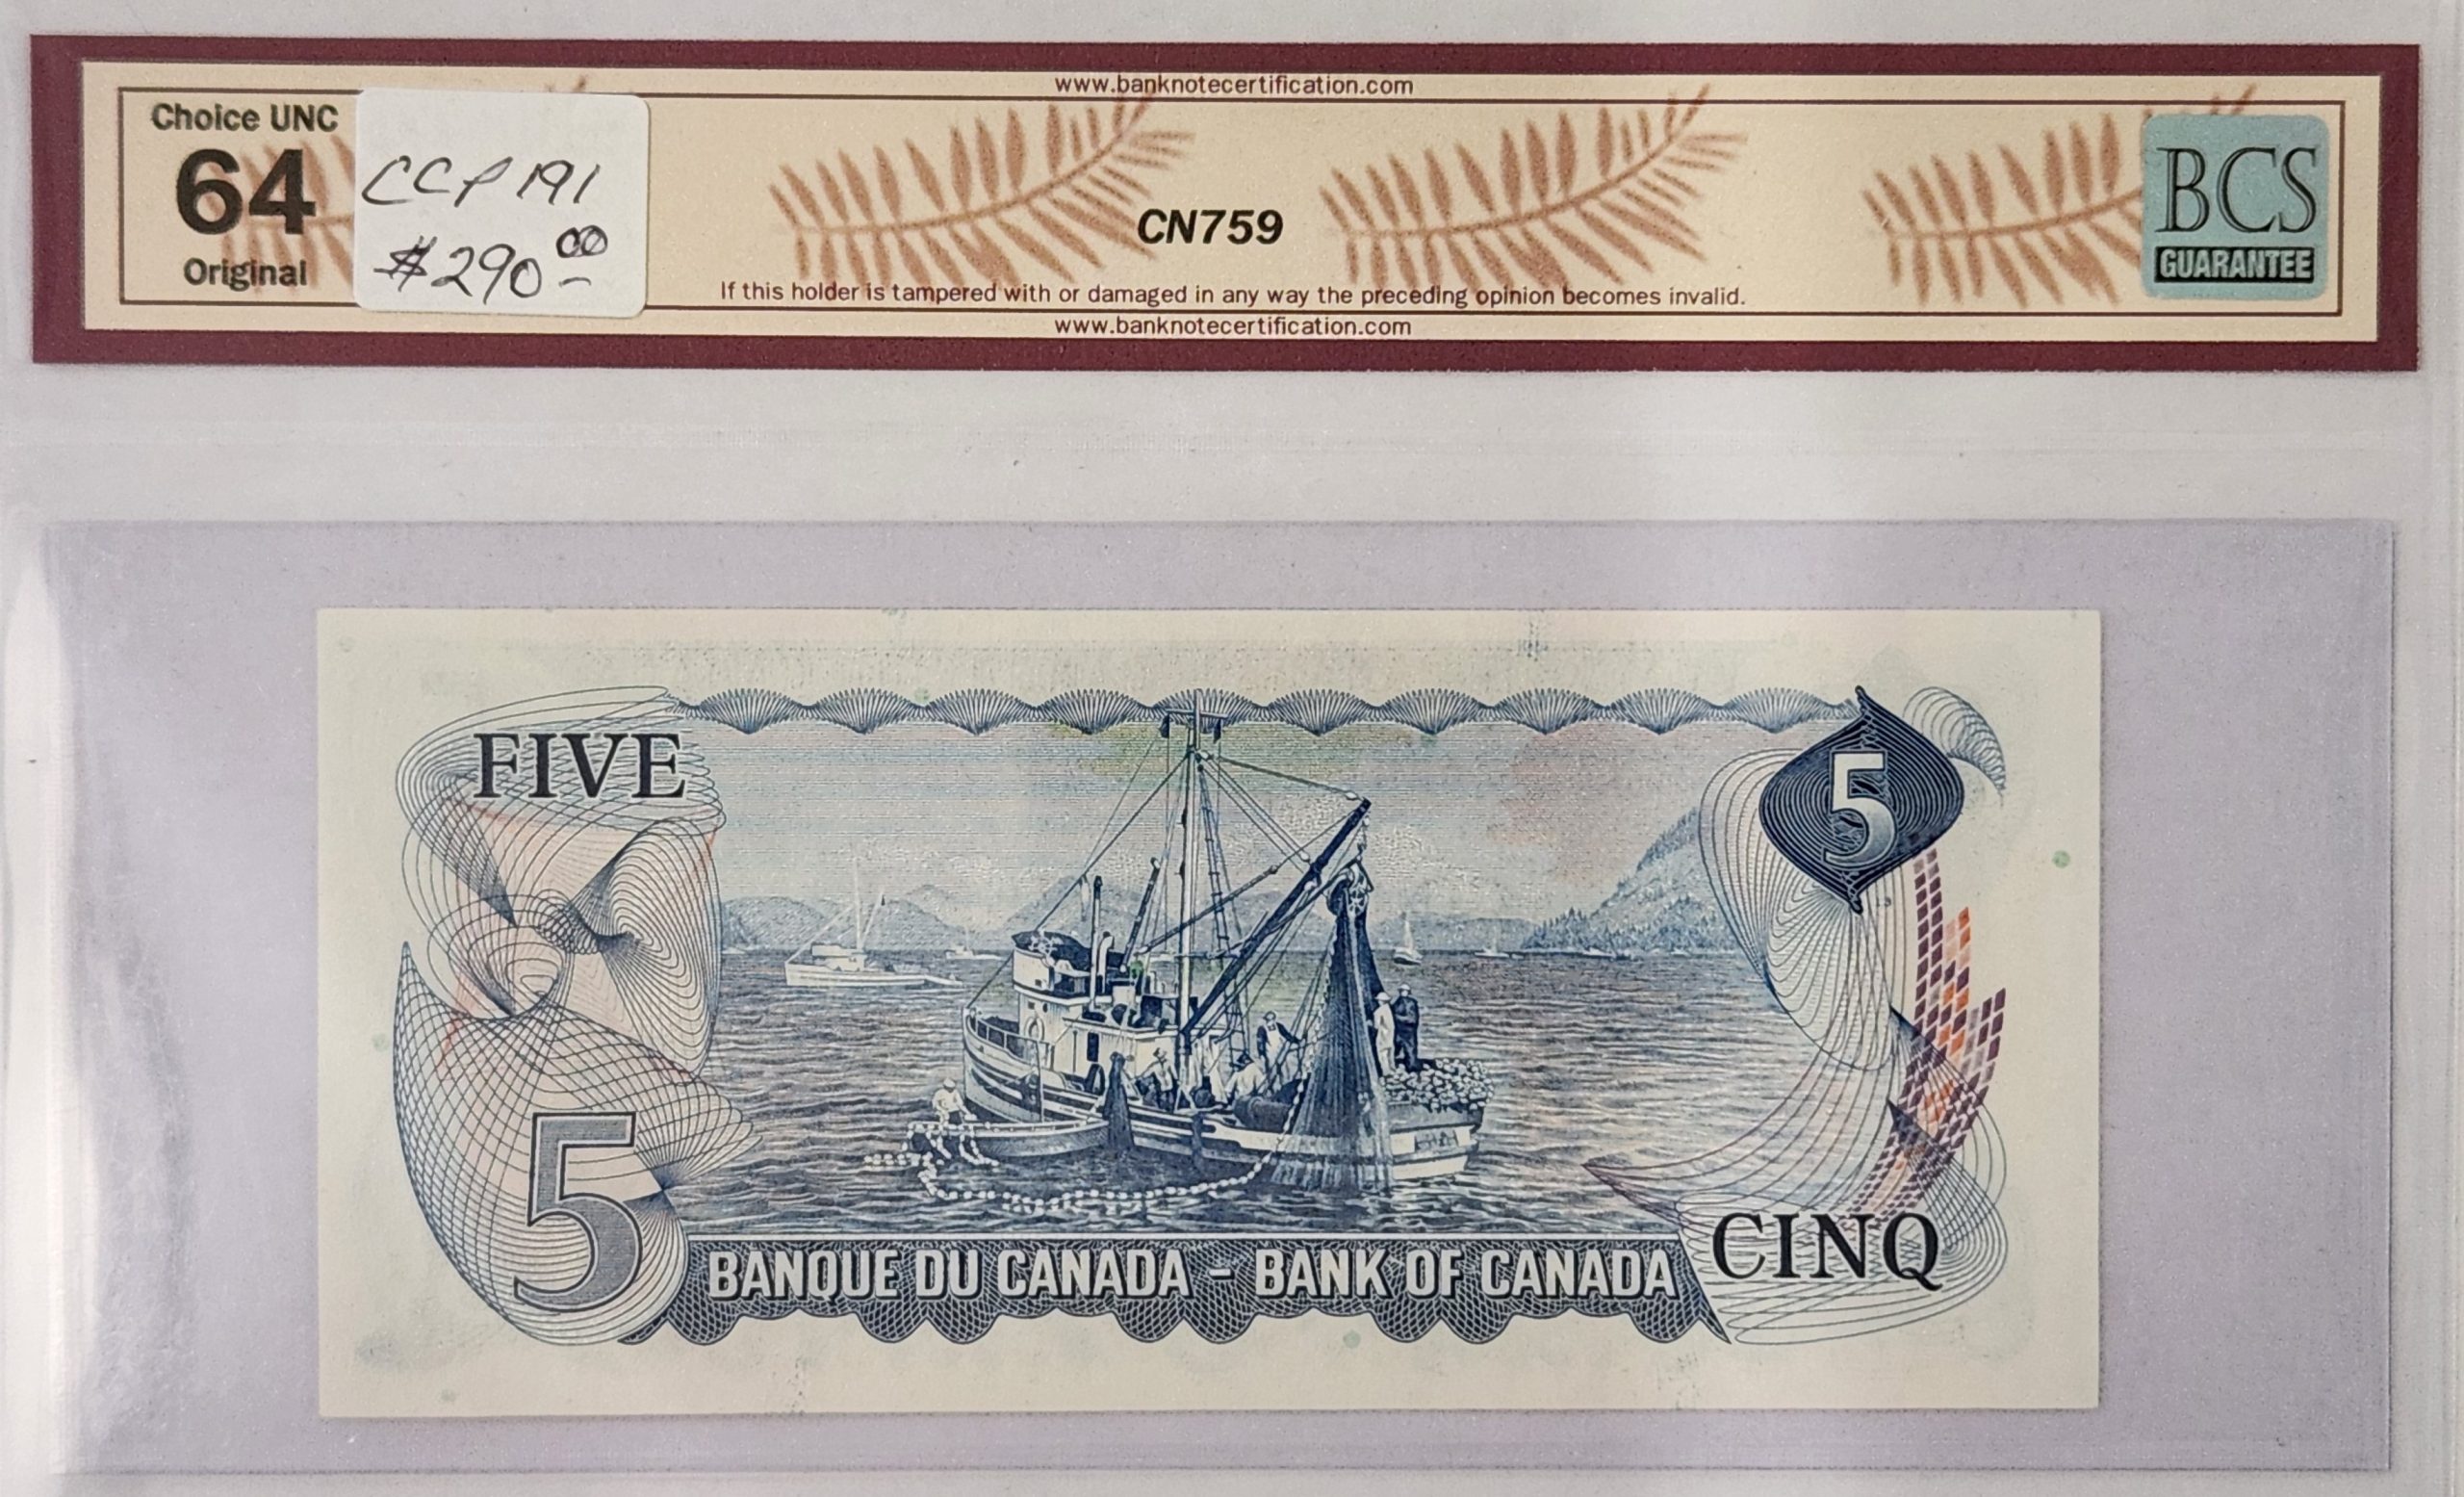 www.banknotecertification.com
Choice UNC
64
Original
CCP 191
$290.00
CN759
If this holder is tampered with or damaged in any way the preceding opinion becomes invalid.
www.banknotecertification.com
BCS
GUARANTEE
FIVE
5
5
CINQ
BANQUE DU CANADA - BANK OF CANADA